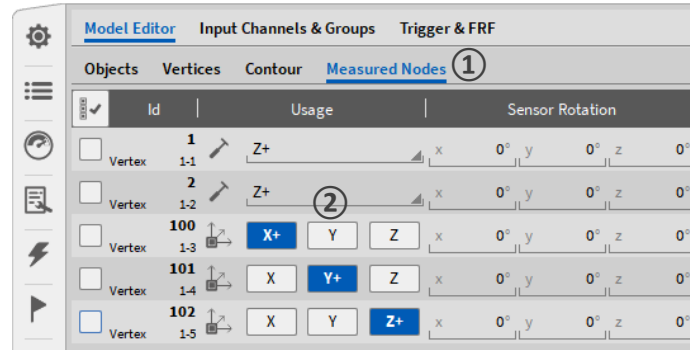 Model Editor Input Channels & Groups Trigger & FRF
Objects Vertices Contour Measured Nodes 1
Id Usage Sensor Rotation
1
Vertex 1-1 Z+ x 0° y 0° z 0°
2
Vertex 1-2 Z+ x 0° y 0° z 0°
2
100
Vertex 1-3 X+ Y Z x 0° y 0° z 0°
101
Vertex 1-4 X Y+ Z x 0° y 0° z 0°
102
Vertex 1-5 X Y Z+ x 0° y 0° z 0°